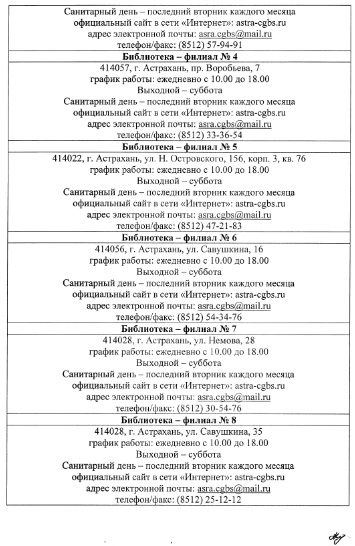 Санитарный день – последний вторник каждого месяца
официальный сайт в сети «Интернет»: astra-cgbs.ru
адрес электронной почты: asra.cgbs@mail.ru
телефон/факс: (8512) 57-94-91
Библиотека – филиал № 4
414057, г. Астрахань, пр. Воробьева, 7
график работы: ежедневно с 10.00 до 18.00
Выходной – суббота
Санитарный день – последний вторник каждого месяца
официальный сайт в сети «Интернет»: astra-cgbs.ru
адрес электронной почты: asra.cgbs@mail.ru
телефон/факс: (8512) 33-36-54
Библиотека – филиал № 5
414022, г. Астрахань, ул. Н. Островского, 156, корп. 3, кв. 76
график работы: ежедневно с 10.00 до 18.00
Выходной – суббота
Санитарный день – последний вторник каждого месяца
официальный сайт в сети «Интернет»: astra-cgbs.ru
адрес электронной почты: asra.cgbs@mail.ru
телефон/факс: (8512) 47-21-83
Библиотека – филиал № 6
414056, г. Астрахань, ул. Савушкина, 16
график работы: ежедневно с 10.00 до 18.00
Выходной – суббота
Санитарный день – последний вторник каждого месяца
официальный сайт в сети «Интернет»: astra-cgbs.ru
адрес электронной почты: asra.cgbs@mail.ru
телефон/факс: (8512) 54-34-76
Библиотека – филиал № 7
414028, г. Астрахань, ул. Немова, 28
график работы: ежедневно с 10.00 до 18.00
Выходной – суббота
Санитарный день – последний вторник каждого месяца
официальный сайт в сети «Интернет»: astra-cgbs.ru
адрес электронной почты: asra.cgbs@mail.ru
телефон/факс: (8512) 30-54-76
Библиотека – филиал № 8
414028, г. Астрахань, ул. Савушкина, 35
график работы: ежедневно с 10.00 до 18.00
Выходной – суббота
Санитарный день – последний вторник каждого месяца
официальный сайт в сети «Интернет»: astra-cgbs.ru
адрес электронной почты: asra.cgbs@mail.ru
телефон/факс: (8512) 25-12-12